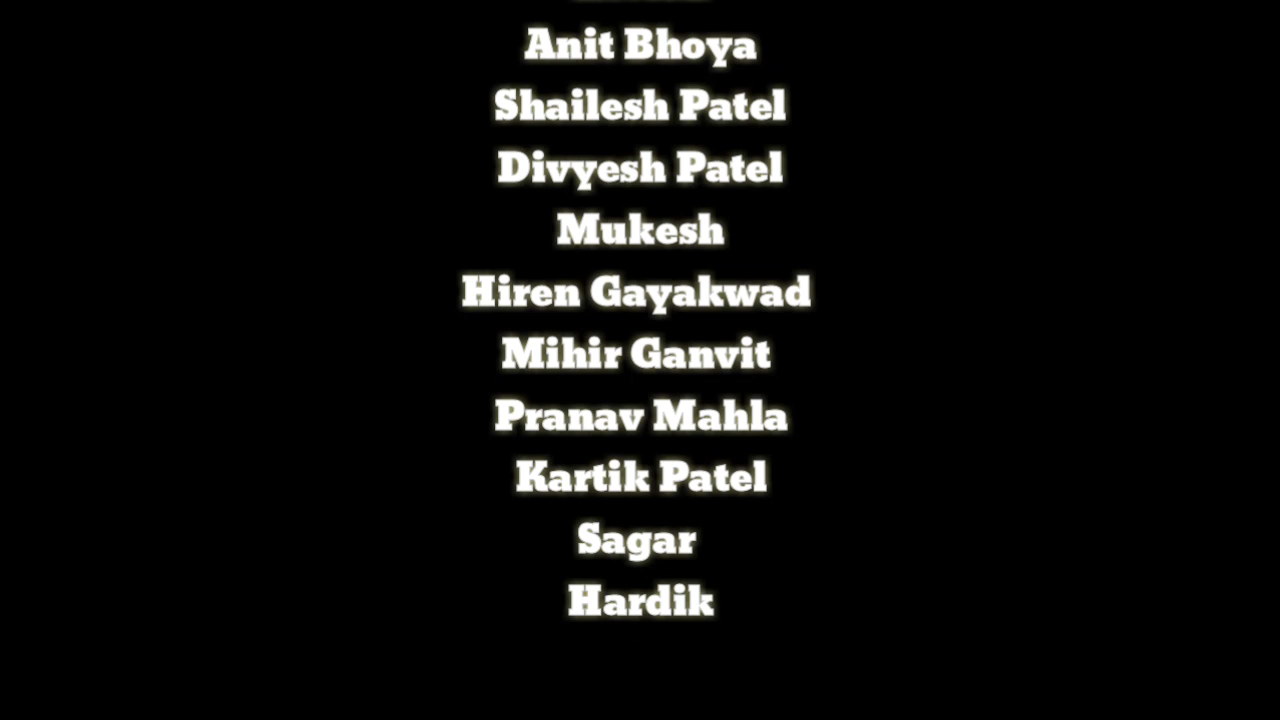 Anit Bhoya
Shailesh Patel
Divyesh Patel
Mukesh
Hiren Gayakwad
Mihir Ganvit
Pranav Mahla
Kartik Patel
Sagar
Hardik